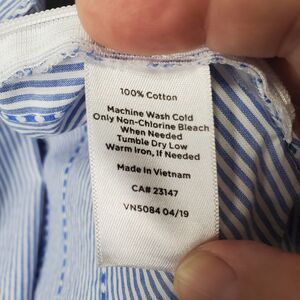 100% Cotton
Machine Wash Cold
Only Non-Chlorine Bleach
When Needed
Tumble Dry Low
Warm Iron, If Needed
Made In Vietnam
CA# 23147
VN5084 04/19